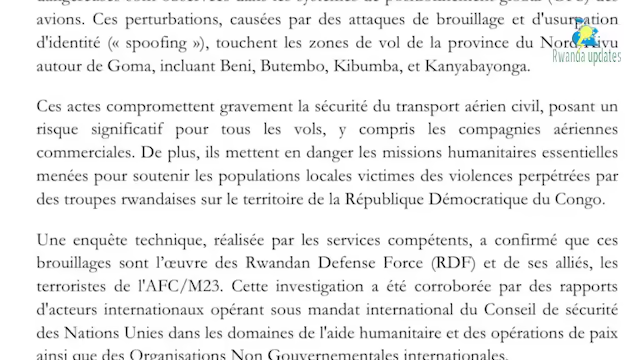 avions. Ces perturbations, causées par des attaques de brouillage et d'usurpation
d'identité (« spoofing »), touchent les zones de vol de la province du Nord-Kivu
autour de Goma, incluant Beni, Butembo, Kibumba, et Kanyabayonga.
Rwanda updates
Ces actes compromettent gravement la sécurité du transport aérien civil, posant un
risque significatif pour tous les vols, y compris les compagnies aériennes
commerciales. De plus, ils mettent en danger les missions humanitaires essentielles
menées pour soutenir les populations locales victimes des violences perpétrées par
des troupes rwandaises sur le territoire de la République Démocratique du Congo.
Une enquête technique, réalisée par les services compétents, a confirmé que ces
brouillages sont l'œuvre des Rwandan Defense Force (RDF) et de ses alliés, les
terroristes de l'AFC/M23. Cette investigation a été corroborée par des rapports
d'acteurs internationaux opérant sous mandat international du Conseil de sécurité
des Nations Unies dans les domaines de l'aide humanitaire et des opérations de paix
ainsi que des Organisations Non Gouvernementales internationales.